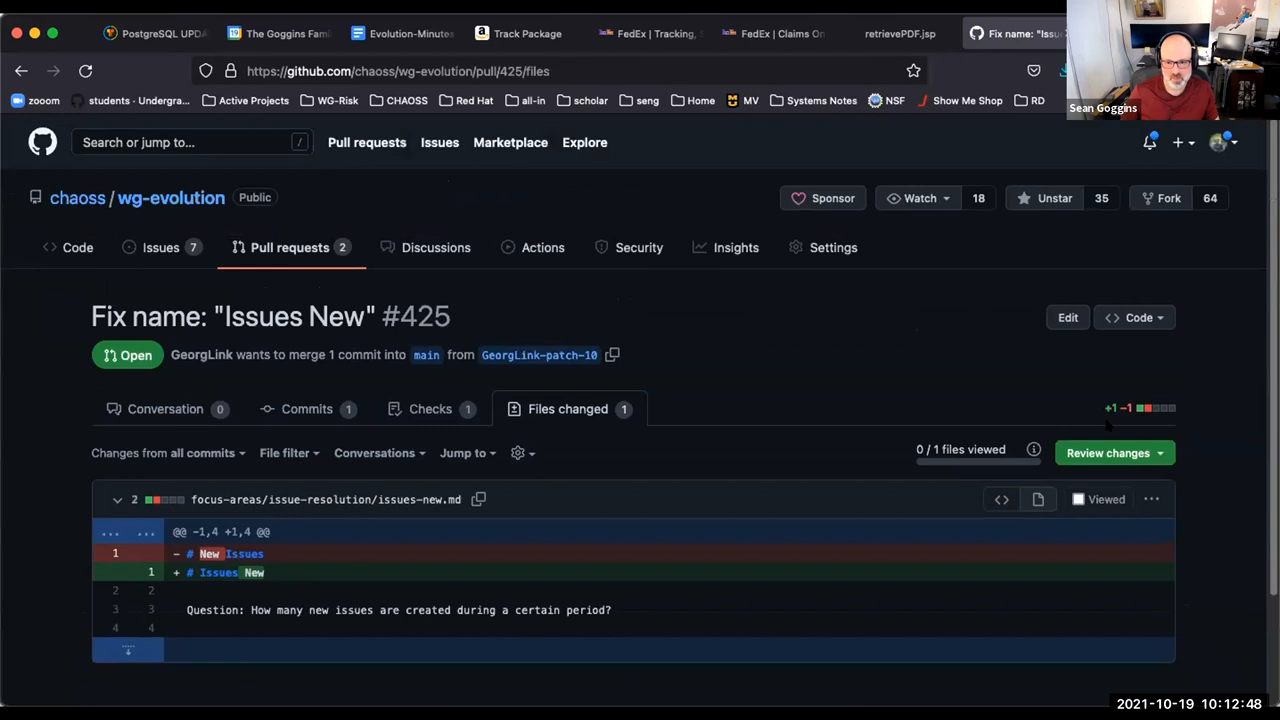 PostgreSQL UPD
The Goggins Fami
Evolution-Minutes
Track Package
FedEx | Tracking,
FedEx | Claims On
retrievePDF.jsp
Fix name: "Issu
https://github.com/chaoss/wg-evolution/pull/425/files
zooom
students - Undergra...
Active Projects
WG-Risk
CHAOSS
Red Hat
all-in
scholar
seng
Home
MV
Systems Notes
NSF
Show Me Shop
RD
Sean Goggins
Search or jump to...
/
Pull requests
Issues
Marketplace
Explore
chaoss / wg-evolution
Public
Sponsor
Watch
18
Unstar
35
Fork
64
Code
Issues 7
Pull requests 2
Discussions
Actions
Security
Insights
Settings
Fix name: "Issues New" #425
Edit
Code
Open
GeorgLink wants to merge 1 commit into main from GeorgLink-patch-10
Conversation 0
Commits 1
Checks 1
Files changed 1
+1 −1
Changes from all commits
File filter
Conversations
Jump to
0 / 1 files viewed
Review changes
2
focus-areas/issue-resolution/issues-new.md
Viewed
@@ -1,4 +1,4 @@
1 - # New Issues
1 + # Issues New
2 2
3 3 Question: How many new issues are created during a certain period?
4 4
2021-10-19 10:12:48